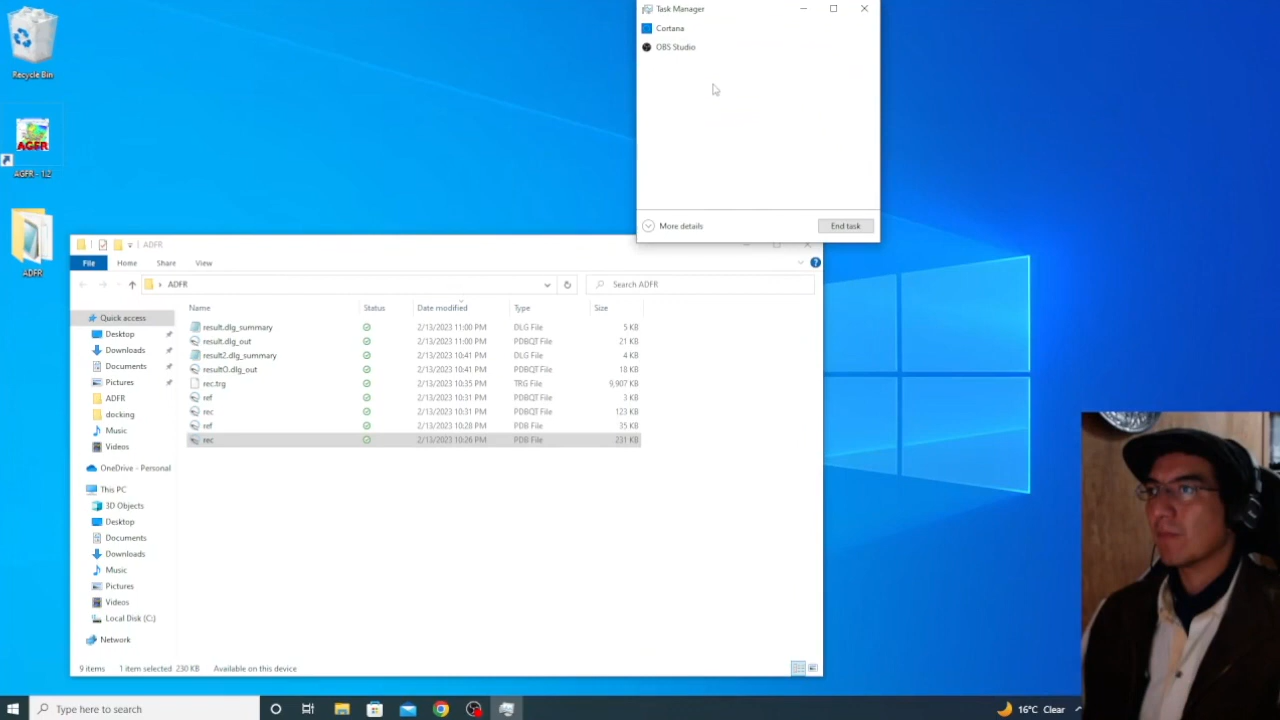 Recycle Bin
AGFR
AGFR - 1.2
ADFR
Task Manager
Cortana
OBS Studio
More details
End task
ADFR
File
Home
Share
View
ADFR
Search ADFR
Name
Status
Date modified
Type
Size
result.dlg_summary
2/13/2023 11:00 PM
DLG File
5 KB
result.dlg_out
2/13/2023 11:00 PM
PDBQT File
21 KB
result2.dlg_summary
2/13/2023 10:41 PM
DLG File
4 KB
resultO.dlg_out
2/13/2023 10:41 PM
PDBQT File
18 KB
rec.trg
2/13/2023 10:35 PM
TRG File
9,907 KB
ref
2/13/2023 10:31 PM
PDBQT File
3 KB
rec
2/13/2023 10:31 PM
PDBQT File
123 KB
ref
2/13/2023 10:28 PM
PDB File
35 KB
rec
2/13/2023 10:26 PM
PDB File
231 KB
Quick access
Desktop
Downloads
Documents
Pictures
ADFR
docking
Music
Videos
OneDrive - Personal
This PC
3D Objects
Desktop
Documents
Downloads
Music
Pictures
Videos
Local Disk (C:)
Network
9 items
1 item selected 230 KB
Available on this device
Type here to search
16°C Clear